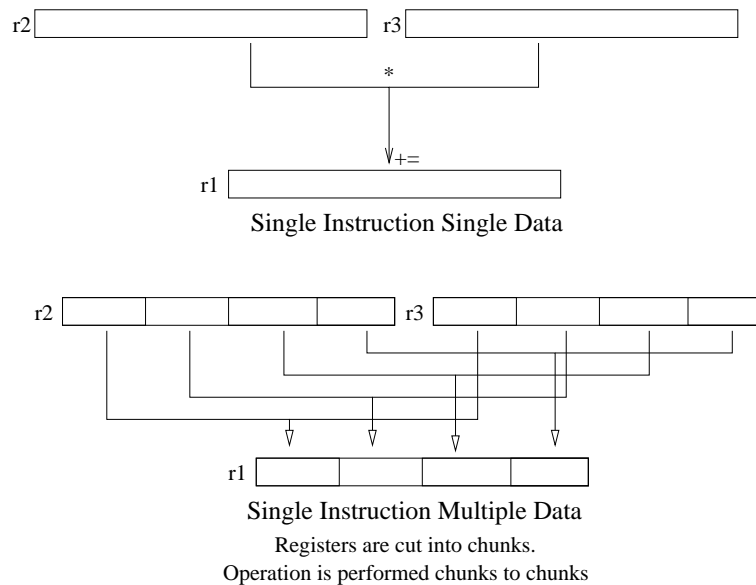 r2 r3
*
+=
r1
Single Instruction Single Data
r2 r3
r1
Single Instruction Multiple Data
Registers are cut into chunks.
Operation is performed chunks to chunks